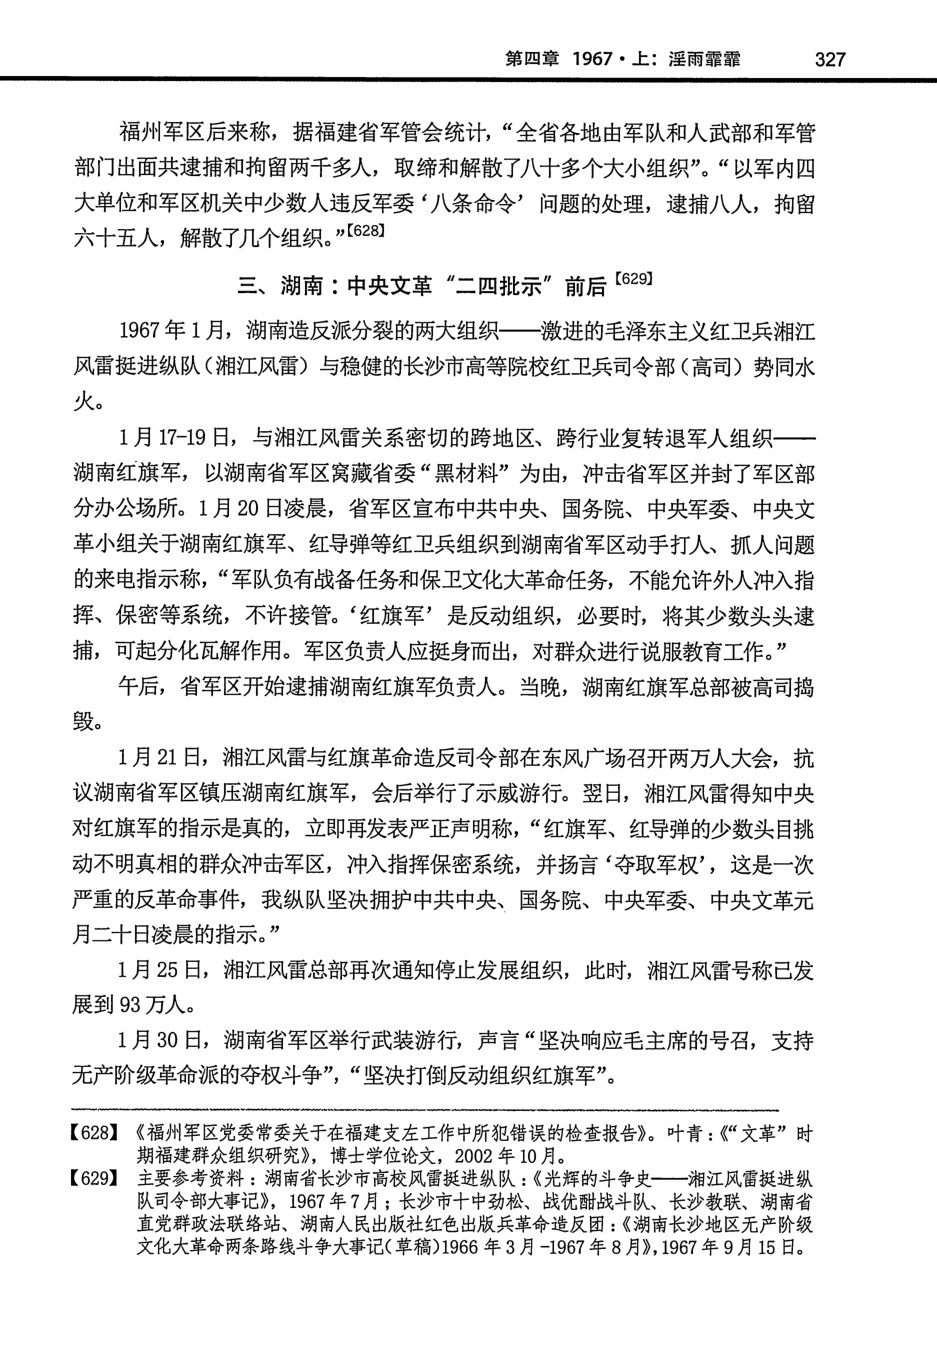 第四章 1967·上：淫雨霏霏 327
福州军区后来称，据福建省军管会统计，“全省各地由军队和人武部和军管
部门出面共逮捕和拘留两千多人，取缔和解散了八十多个大小组织”。“以军内四
大单位和军区机关中少数人违反军委‘八条命令’问题的处理，逮捕八人，拘留
六十五人，解散了几个组织。”【628】
三、湖南：中央文革“二四批示”前后【629】
1967年1月，湖南造反派分裂的两大组织——激进的毛泽东主义红卫兵湘江
风雷挺进纵队（湘江风雷）与稳健的长沙市高等院校红卫兵司令部（高司）势同水
火。
1月17-19日，与湘江风雷关系密切的跨地区、跨行业复转退军人组织——
湖南红旗军，以湖南省军区窝藏省委“黑材料”为由，冲击省军区并封了军区部
分办公场所。1月20日凌晨，省军区宣布中共中央、国务院、中央军委、中央文
革小组关于湖南红旗军、红导弹等红卫兵组织到湖南省军区动手打人、抓人问题
的来电指示称，“军队负有战备任务和保卫文化大革命任务，不能允许外人冲入指
挥、保密等系统，不许接管。‘红旗军’是反动组织，必要时，将其少数头头逮
捕，可起分化瓦解作用。军区负责人应挺身而出，对群众进行说服教育工作。”
午后，省军区开始逮捕湖南红旗军负责人。当晚，湖南红旗军总部被高司捣
毁。
1月21日，湘江风雷与红旗革命造反司令部在东风广场召开两万人大会，抗
议湖南省军区镇压湖南红旗军，会后举行了示威游行。翌日，湘江风雷得知中央
对红旗军的指示是真的，立即再发表严正声明称，“红旗军、红导弹的少数头目挑
动不明真相的群众冲击军区，冲入指挥保密系统，并扬言‘夺取军权’，这是一次
严重的反革命事件，我纵队坚决拥护中共中央、国务院、中央军委、中央文革元
月二十日凌晨的指示。”
1月25日，湘江风雷总部再次通知停止发展组织，此时，湘江风雷号称已发
展到93万人。
1月30日，湖南省军区举行武装游行，声言“坚决响应毛主席的号召，支持
无产阶级革命派的夺权斗争”，“坚决打倒反动组织红旗军”。
【628】《福州军区党委常委关于在福建支左工作中所犯错误的检查报告》。叶青：《“文革”时
期福建群众组织研究》，博士学位论文，2002年10月。
【629】主要参考资料：湖南省长沙市高校风雷挺进纵队：《光辉的斗争史——湘江风雷挺进纵
队司令部大事记》，1967年7月；长沙市十中劲松、战优酣战斗队、长沙教联、湖南省
直党群政法联络站、湖南人民出版社红色出版兵革命造反团：《湖南长沙地区无产阶级
文化大革命两条路线斗争大事记(草稿)1966年3月-1967年8月》，1967年9月15日。